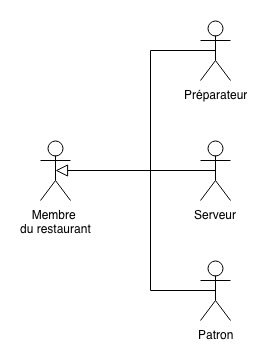 Préparateur
Membre
du restaurant
Serveur
Patron